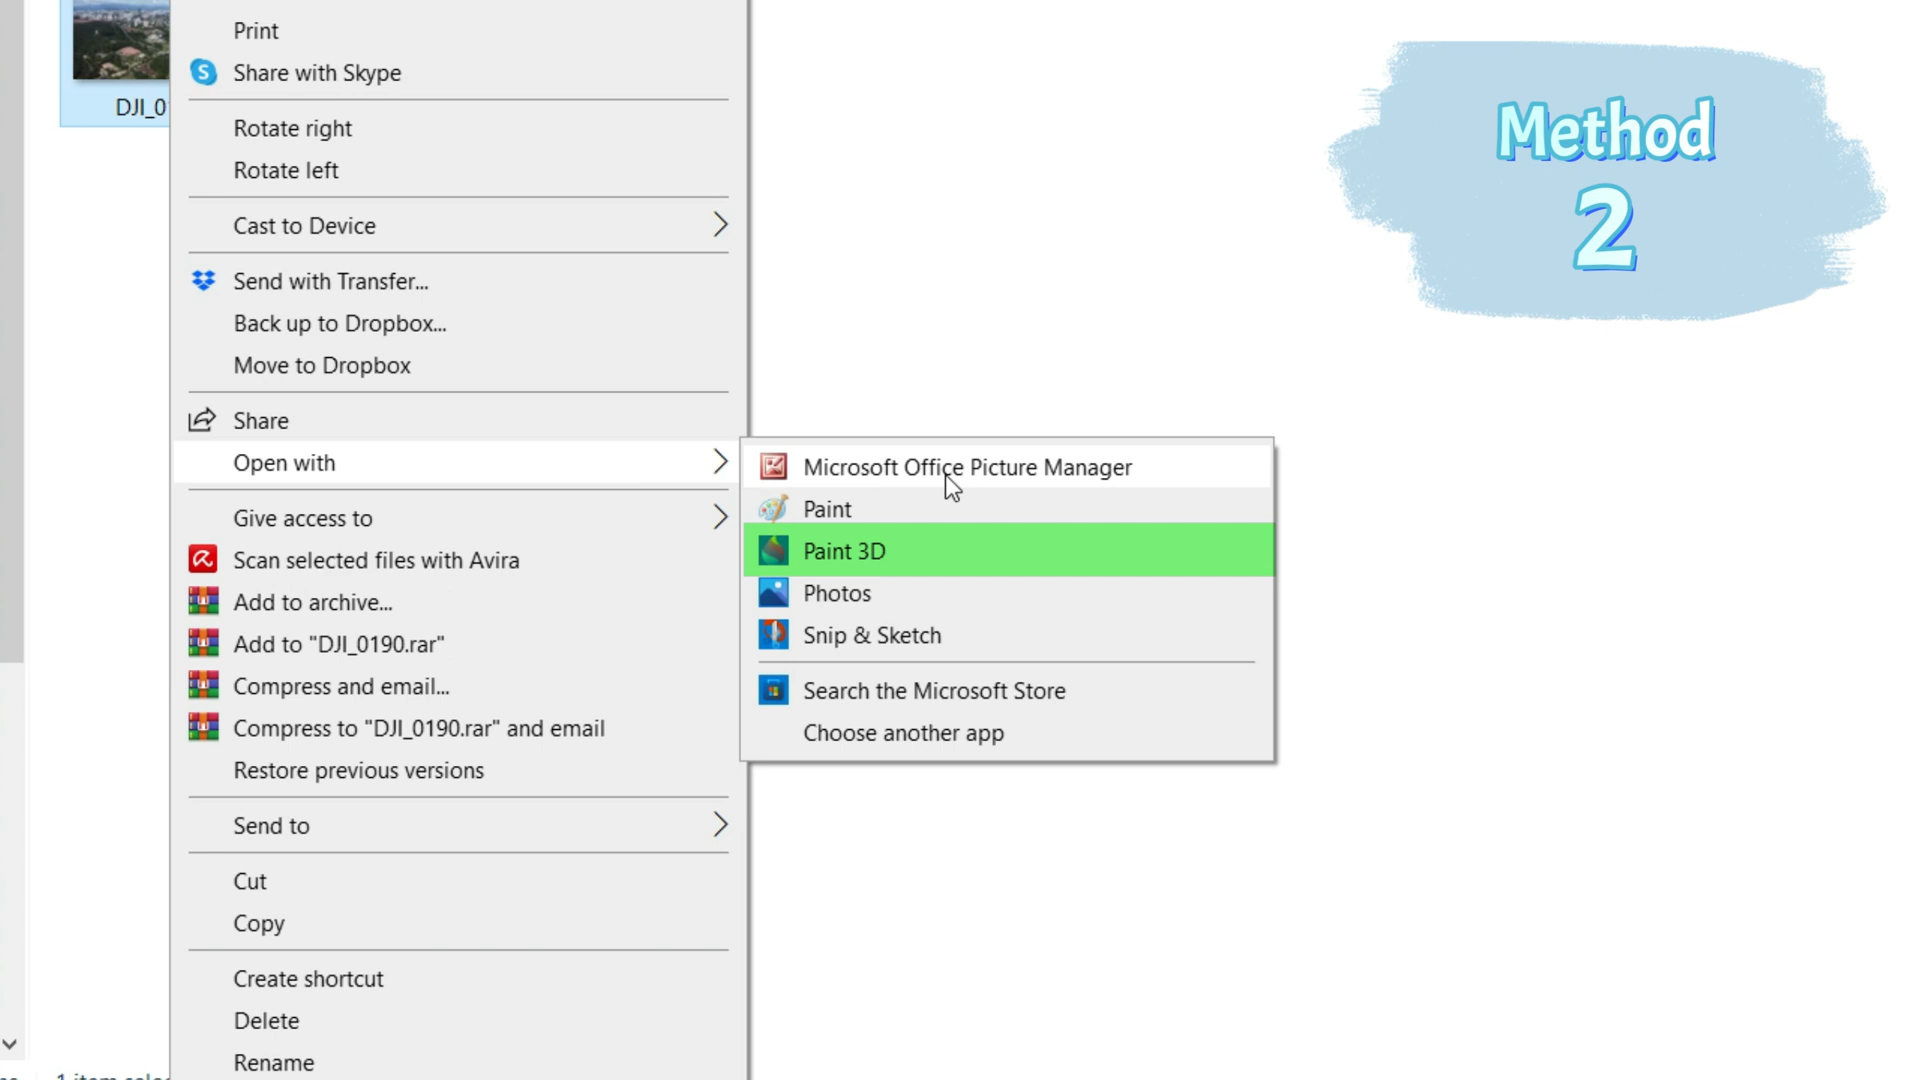 Print
Share with Skype
DJI_0
Rotate right
Rotate left
Cast to Device
Send with Transfer...
Back up to Dropbox...
Move to Dropbox
Share
Open with
Give access to
Scan selected files with Avira
Add to archive...
Add to "DJI_0190.rar"
Compress and email...
Compress to "DJI_0190.rar" and email
Restore previous versions
Send to
Cut
Copy
Create shortcut
Delete
Rename
Microsoft Office Picture Manager
Paint
Paint 3D
Photos
Snip & Sketch
Search the Microsoft Store
Choose another app
Method
2